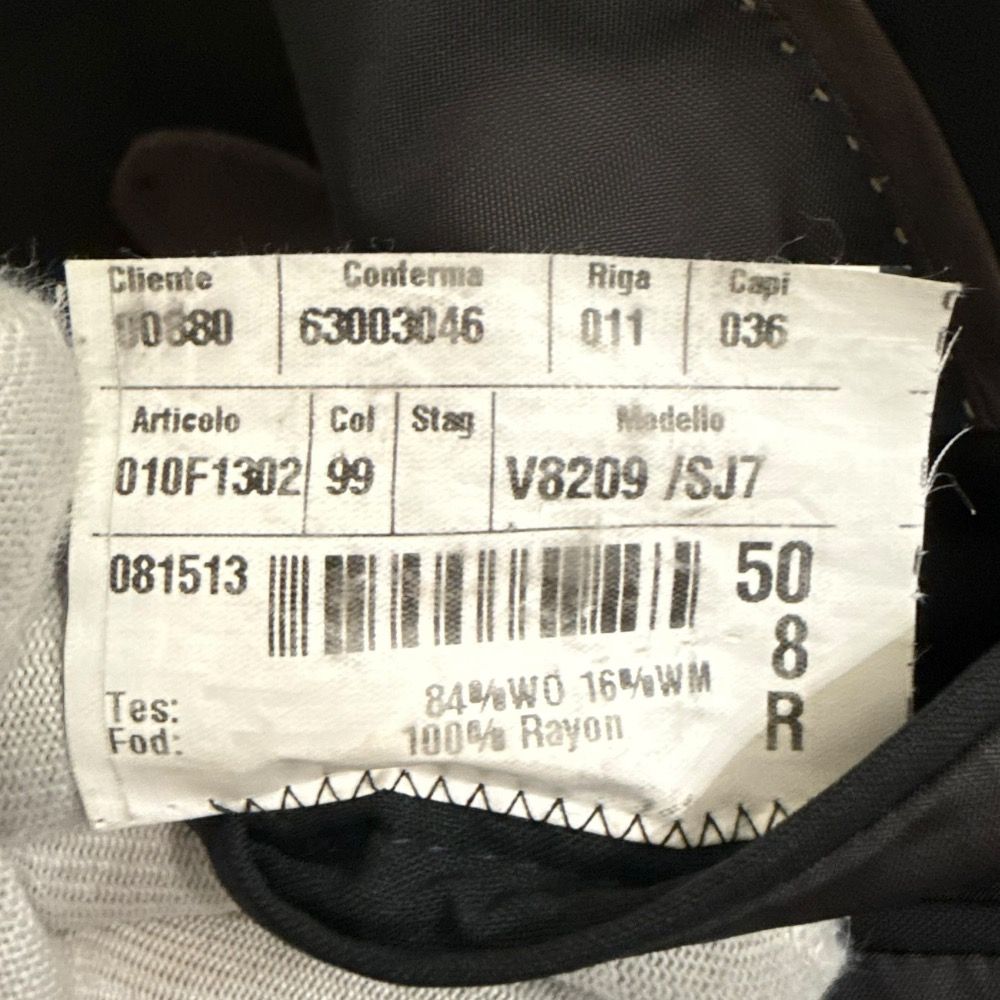 Cliente Conferma Riga Capi
63003046 011 036
Articolo Col Stag Modello
010F1302 99 V8209 /SJ7
081513 50
8
R
Tes: 84%WO 16%WM
Fod: 100% Rayon